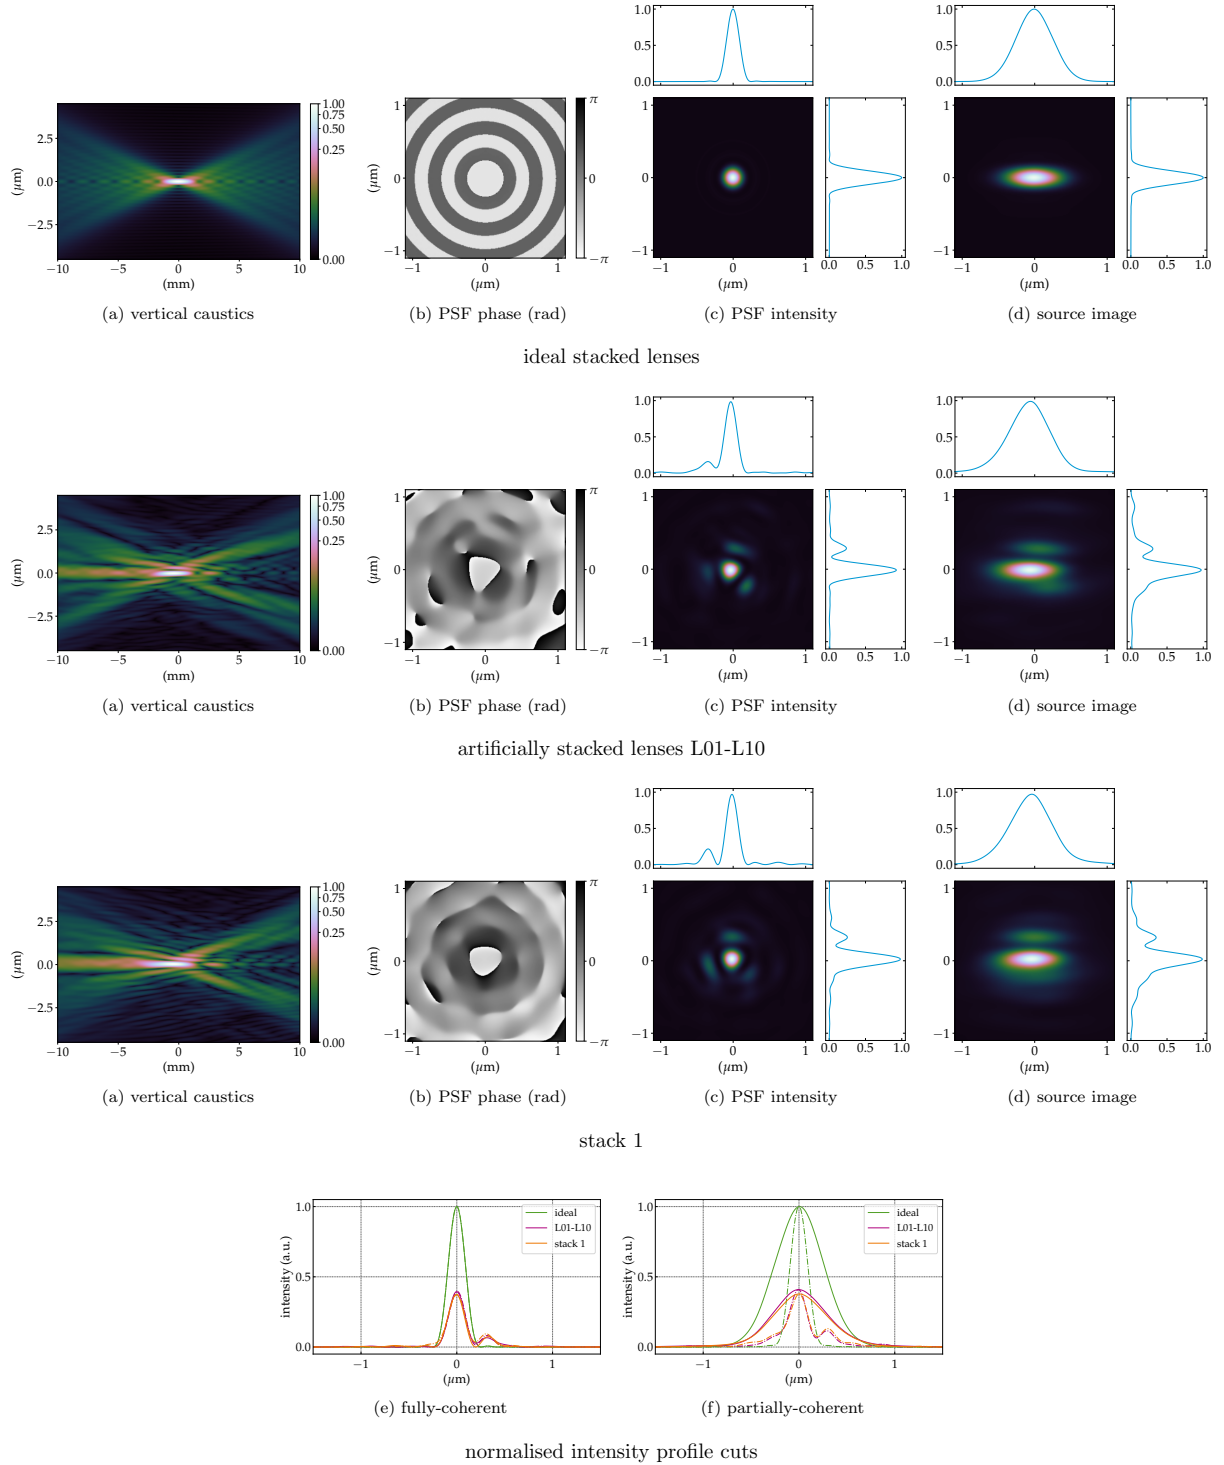 1.0
0.5
0.0
1.0
0.5
0.0
2.5
0.0
−2.5
(µm)
−10 −5 0 5 10
(mm)
1.00
0.75
0.50
0.25
0.00
1
0
−1
(µm)
−1 0 1
(µm)
π
0
−π
1
0
−1
−1 0 1
(µm)
0.0 0.5 1.0
1
0
−1
−1 0 1
(µm)
0.0 0.5 1.0
(a) vertical caustics
(b) PSF phase (rad)
(c) PSF intensity
(d) source image
ideal stacked lenses
1.0
0.5
0.0
1.0
0.5
0.0
2.5
0.0
−2.5
(µm)
−10 −5 0 5 10
(mm)
1.00
0.75
0.50
0.25
0.00
1
0
−1
(µm)
−1 0 1
(µm)
π
0
−π
1
0
−1
−1 0 1
(µm)
0.0 0.5 1.0
1
0
−1
−1 0 1
(µm)
0.0 0.5 1.0
(a) vertical caustics
(b) PSF phase (rad)
(c) PSF intensity
(d) source image
artificially stacked lenses L01-L10
1.0
0.5
0.0
1.0
0.5
0.0
2.5
0.0
−2.5
(µm)
−10 −5 0 5 10
(mm)
1.00
0.75
0.50
0.25
0.00
1
0
−1
(µm)
−1 0 1
(µm)
π
0
−π
1
0
−1
−1 0 1
(µm)
0.0 0.5 1.0
1
0
−1
−1 0 1
(µm)
0.0 0.5 1.0
(a) vertical caustics
(b) PSF phase (rad)
(c) PSF intensity
(d) source image
stack 1
1.0
0.5
0.0
intensity (a.u.)
ideal
L01-L10
stack 1
−1 0 1
(µm)
1.0
0.5
0.0
intensity (a.u.)
ideal
L01-L10
stack 1
−1 0 1
(µm)
(e) fully-coherent
(f) partially-coherent
normalised intensity profile cuts